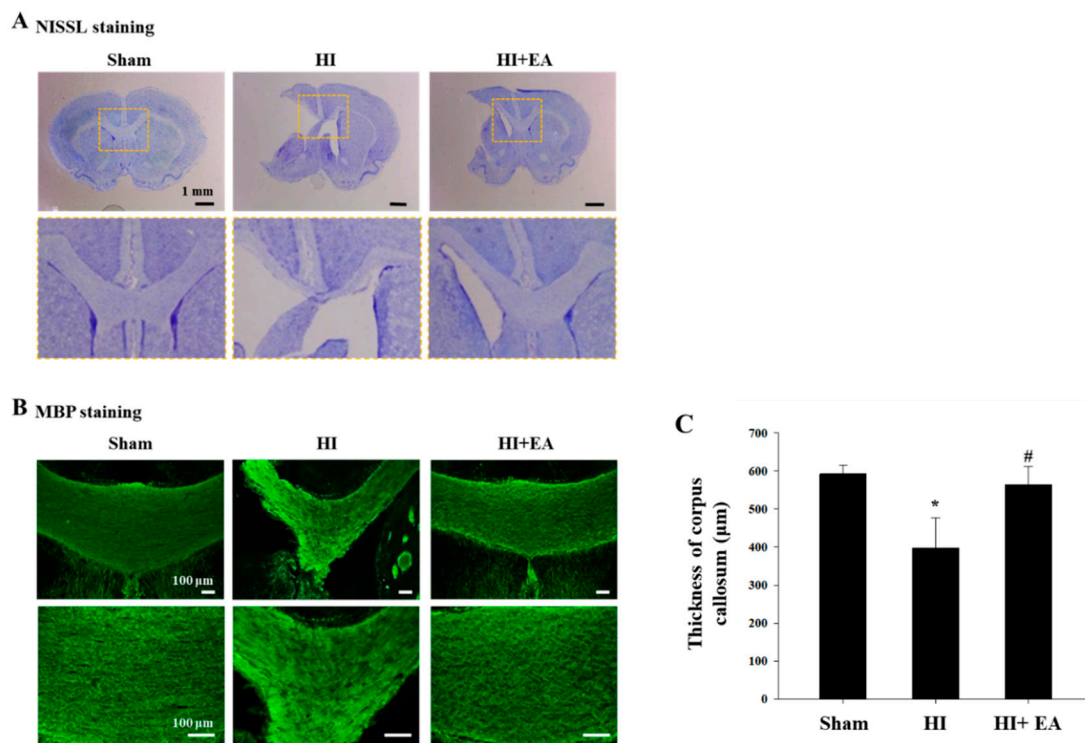 A NISSL staining
Sham HI HI+EA
1 mm
B MBP staining
Sham HI HI+EA
100 μm
100 μm
C
Thickness of corpus
callosum (μm)
700
600
500
400
300
200
100
0
*
#
Sham HI HI+ EA